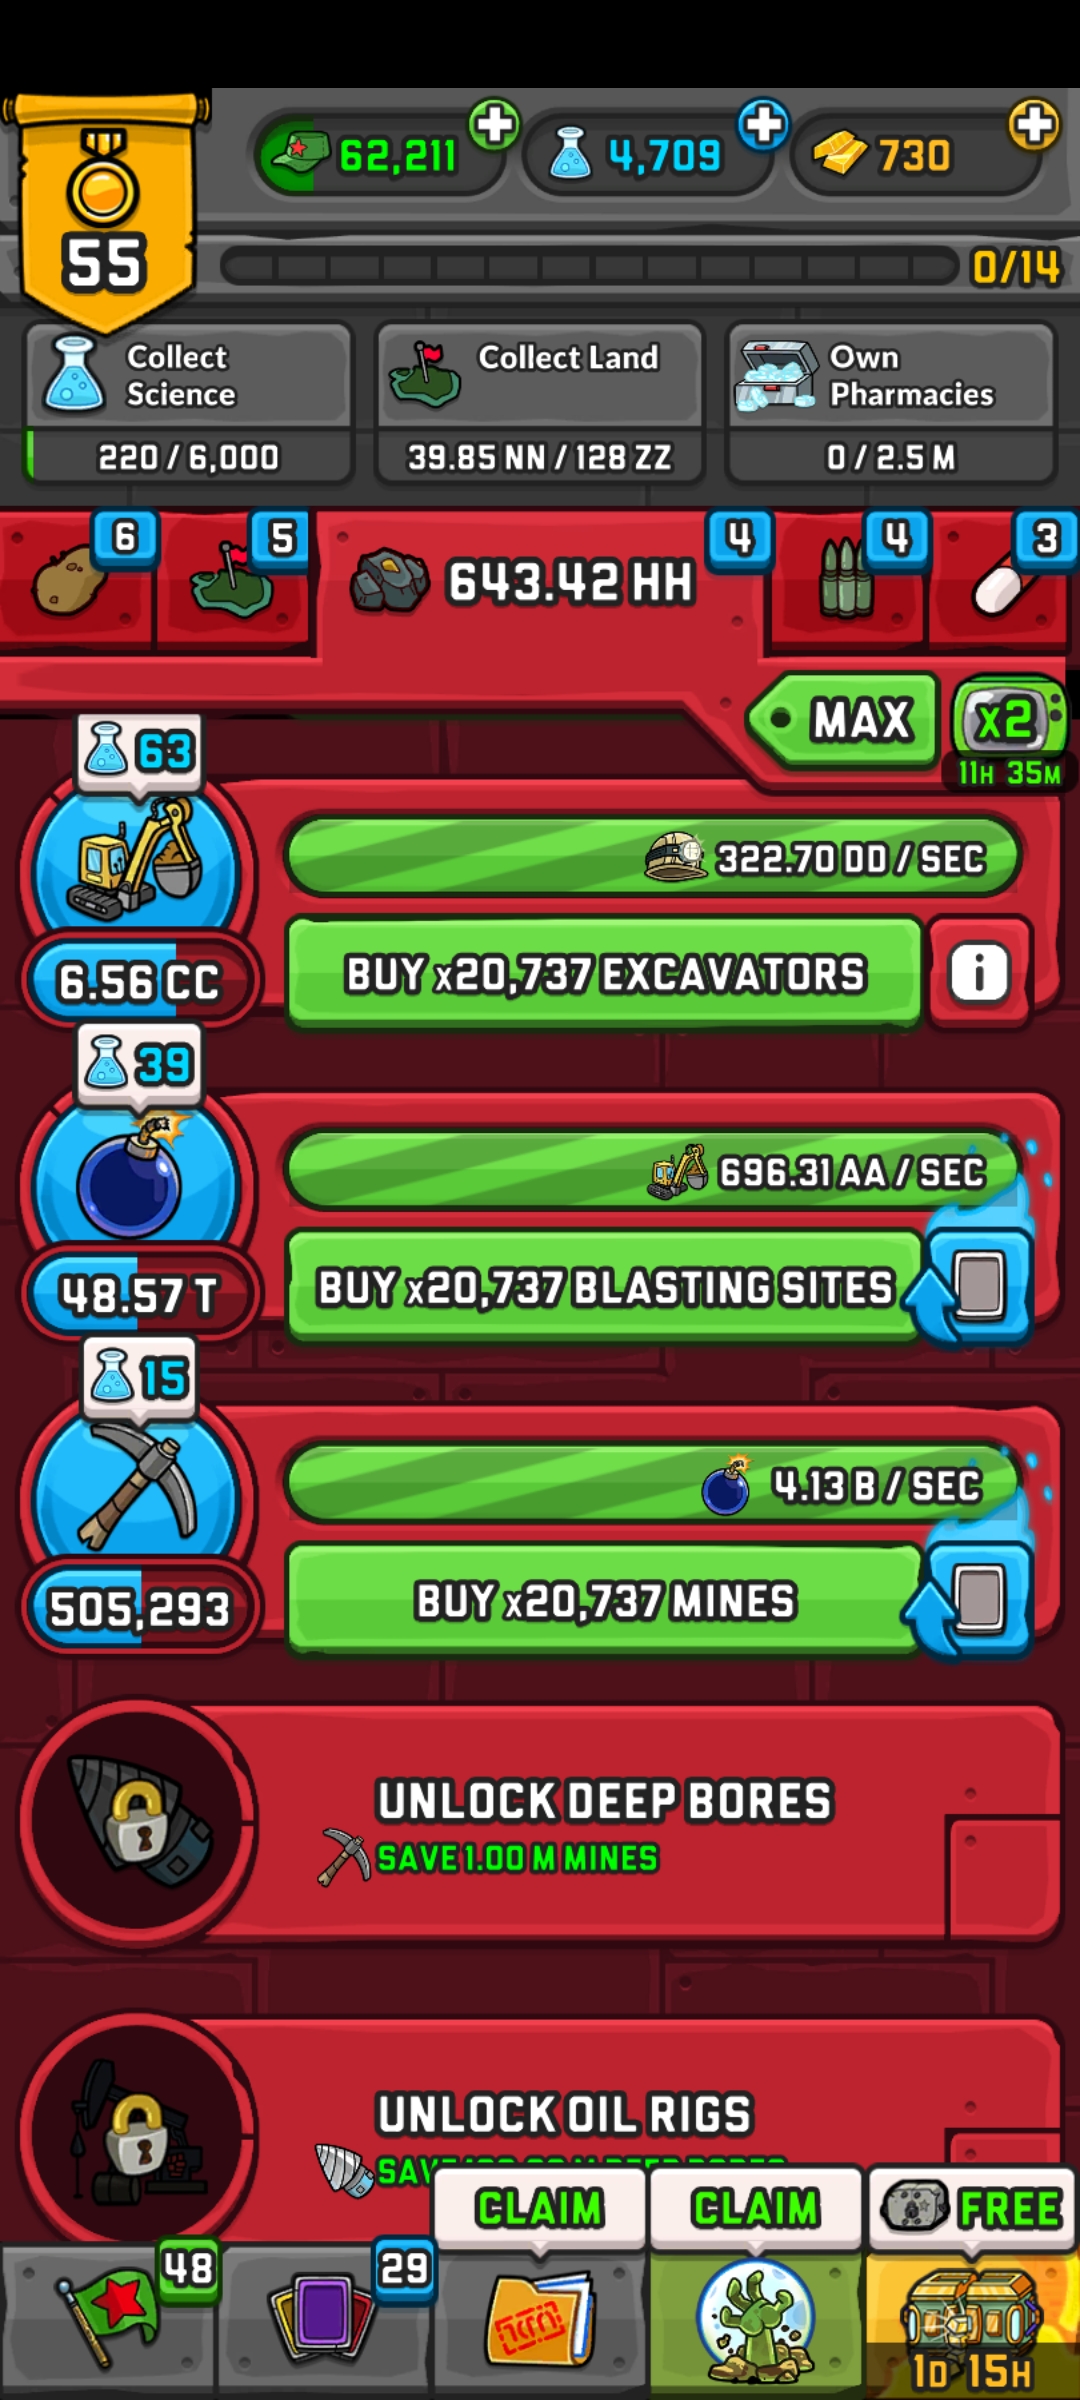 62,211
4,709
730
55
0/14
Collect
Science
220 / 6,000
Collect Land
39.85 NN / 128 ZZ
Own
Pharmacies
0 / 2.5 M
6
5
643.42 HH
4
4
3
MAX
x2
11H 35M
63
322.70 DD / SEC
6.56 CC
BUY x20,737 EXCAVATORS
i
39
696.31 AA / SEC
48.57 T
BUY x20,737 BLASTING SITES
15
4.13 B / SEC
505,293
BUY x20,737 MINES
UNLOCK DEEP BORES
SAVE 1.00 M MINES
UNLOCK OIL RIGS
CLAIM
CLAIM
FREE
48
29
1D 15H